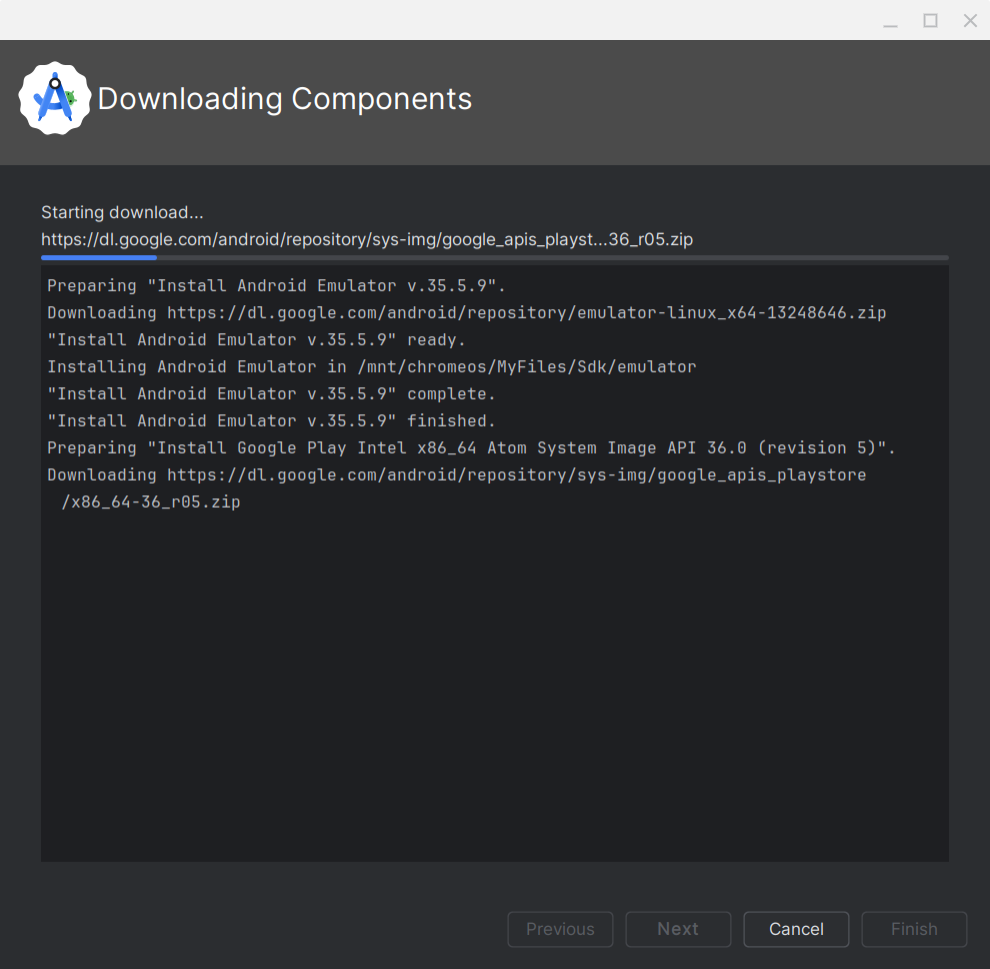 Downloading Components
Starting download...
https://dl.google.com/android/repository/sys-img/google_apis_playst...36_r05.zip
Preparing "Install Android Emulator v.35.5.9".
Downloading https://dl.google.com/android/repository/emulator-linux_x64-13248646.zip
"Install Android Emulator v.35.5.9" ready.
Installing Android Emulator in /mnt/chromeos/MyFiles/Sdk/emulator
"Install Android Emulator v.35.5.9" complete.
"Install Android Emulator v.35.5.9" finished.
Preparing "Install Google Play Intel x86_64 Atom System Image API 36.0 (revision 5)".
Downloading https://dl.google.com/android/repository/sys-img/google_apis_playstore
/x86_64-36_r05.zip
Previous Next Cancel Finish